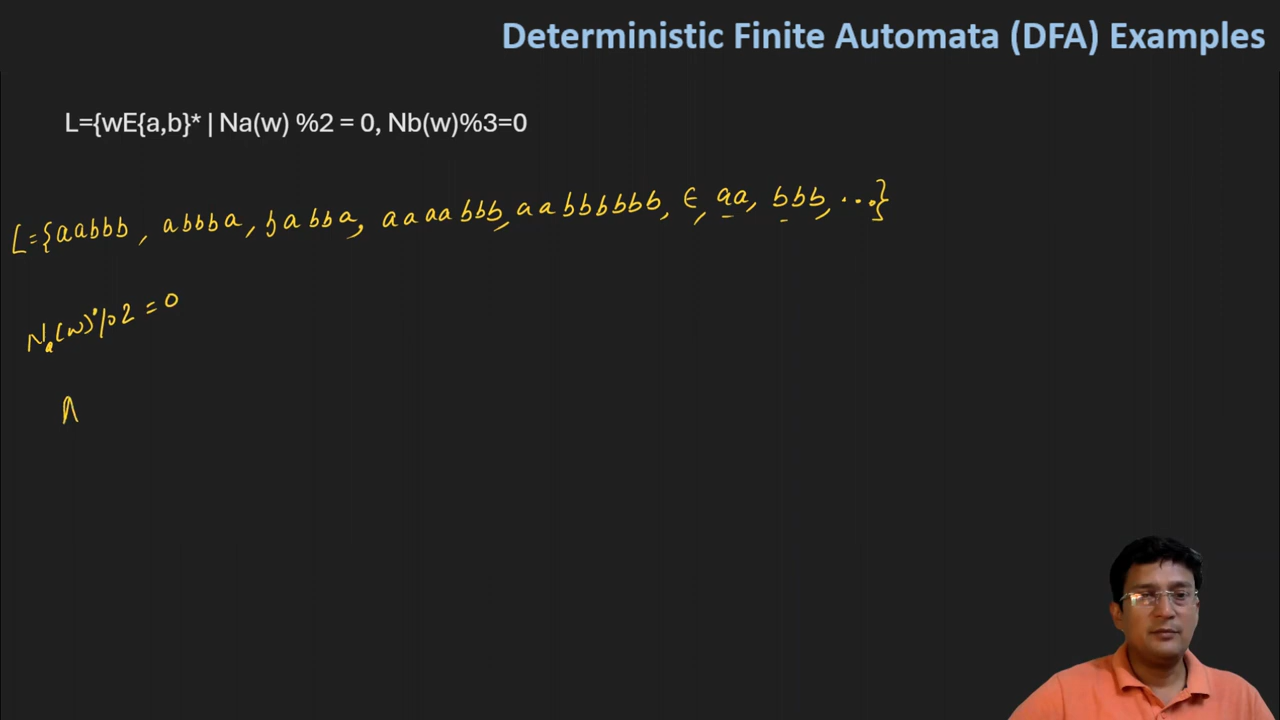 Deterministic Finite Automata (DFA) Examples
L={wE{a,b}* | Na(w) %2 = 0, Nb(w)%3=0
L={aabbb, abbba, babba, aaaabbb, aabbbbbb, ε, aa, bbb, ...}
Na(w)%2 = 0